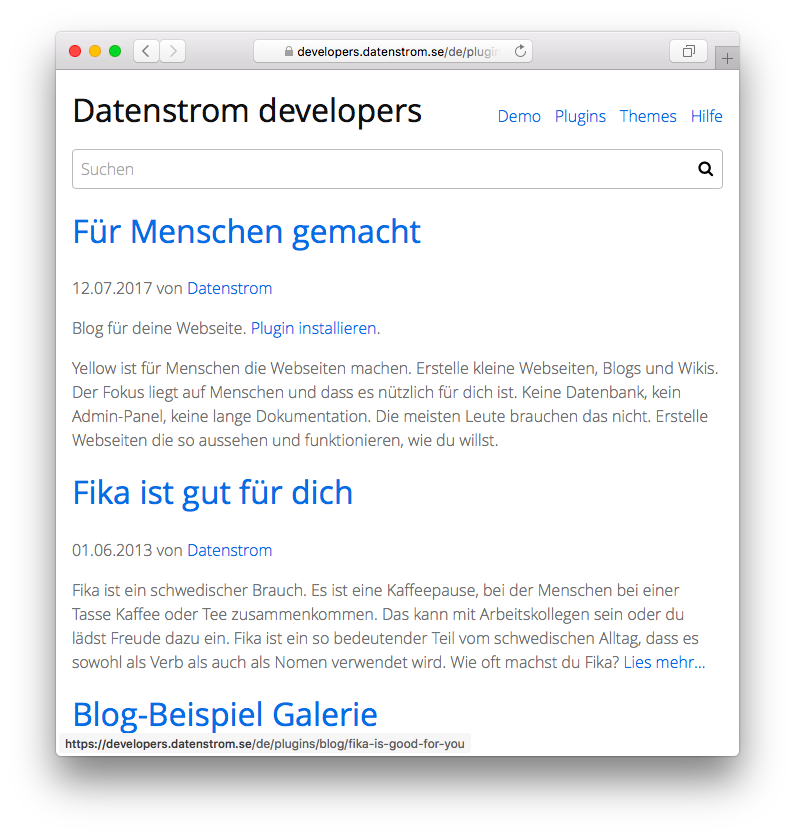 developers.datenstrom.se/de/plugin
Datenstrom developers
Demo Plugins Themes Hilfe
Suchen
Für Menschen gemacht
12.07.2017 von Datenstrom
Blog für deine Webseite. Plugin installieren.
Yellow ist für Menschen die Webseiten machen. Erstelle kleine Webseiten, Blogs und Wikis.
Der Fokus liegt auf Menschen und dass es nützlich für dich ist. Keine Datenbank, kein
Admin-Panel, keine lange Dokumentation. Die meisten Leute brauchen das nicht. Erstelle
Webseiten die so aussehen und funktionieren, wie du willst.
Fika ist gut für dich
01.06.2013 von Datenstrom
Fika ist ein schwedischer Brauch. Es ist eine Kaffeepause, bei der Menschen bei einer
Tasse Kaffee oder Tee zusammenkommen. Das kann mit Arbeitskollegen sein oder du
lädst Freude dazu ein. Fika ist ein so bedeutender Teil vom schwedischen Alltag, dass es
sowohl als Verb als auch als Nomen verwendet wird. Wie oft machst du Fika? Lies mehr…
Blog-Beispiel Galerie
https://developers.datenstrom.se/de/plugins/blog/fika-is-good-for-you